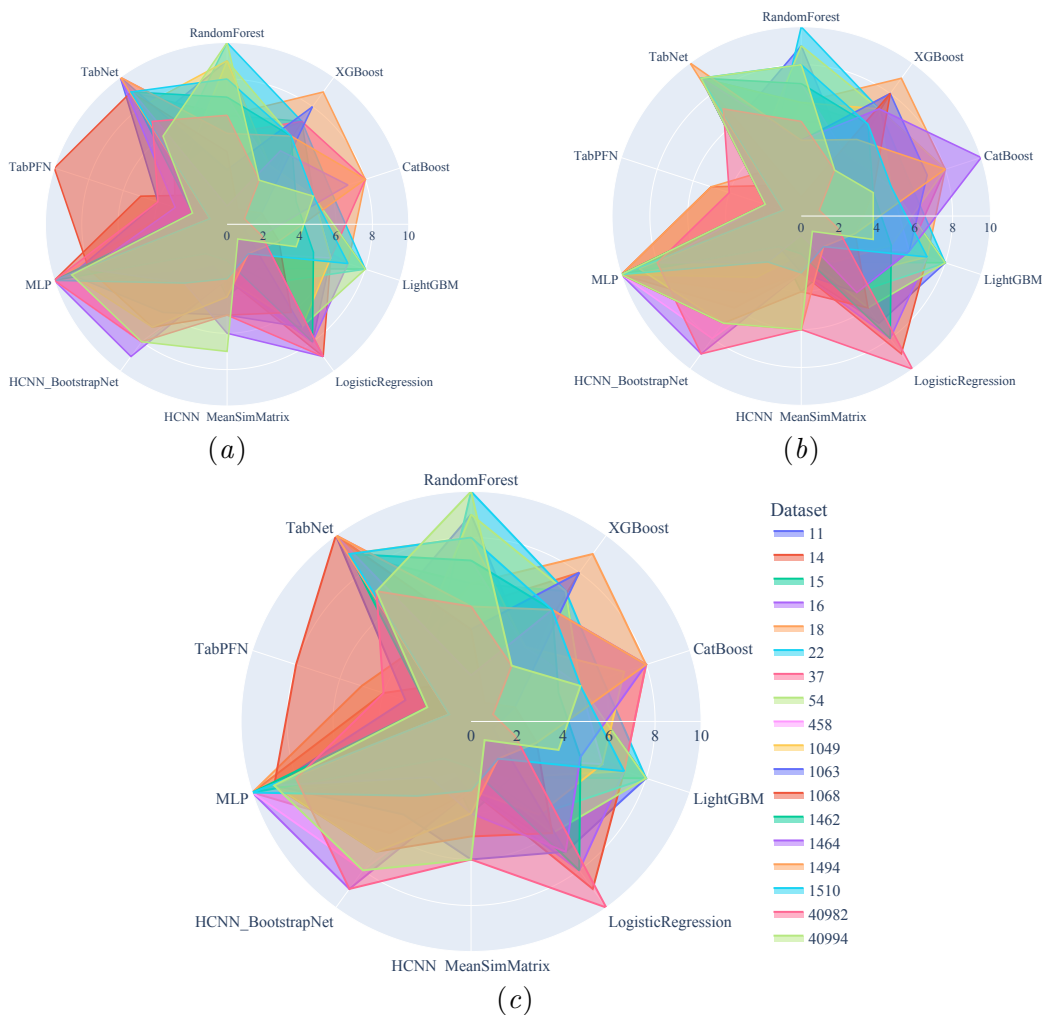 RandomForest
XGBoost
CatBoost
LightGBM
LogisticRegression
HCNN_MeanSimMatrix
HCNN_BootstrapNet
MLP
TabPFN
TabNet
0 2 4 6 8 10
(a)
RandomForest
XGBoost
CatBoost
LightGBM
LogisticRegression
HCNN_MeanSimMatrix
HCNN_BootstrapNet
MLP
TabPFN
TabNet
0 2 4 6 8 10
(b)
RandomForest
XGBoost
CatBoost
LightGBM
LogisticRegression
HCNN_MeanSimMatrix
HCNN_BootstrapNet
MLP
TabPFN
TabNet
0 2 4 6 8 10
Dataset
11
14
15
16
18
22
37
54
458
1049
1063
1068
1462
1464
1494
1510
40982
40994
(c)